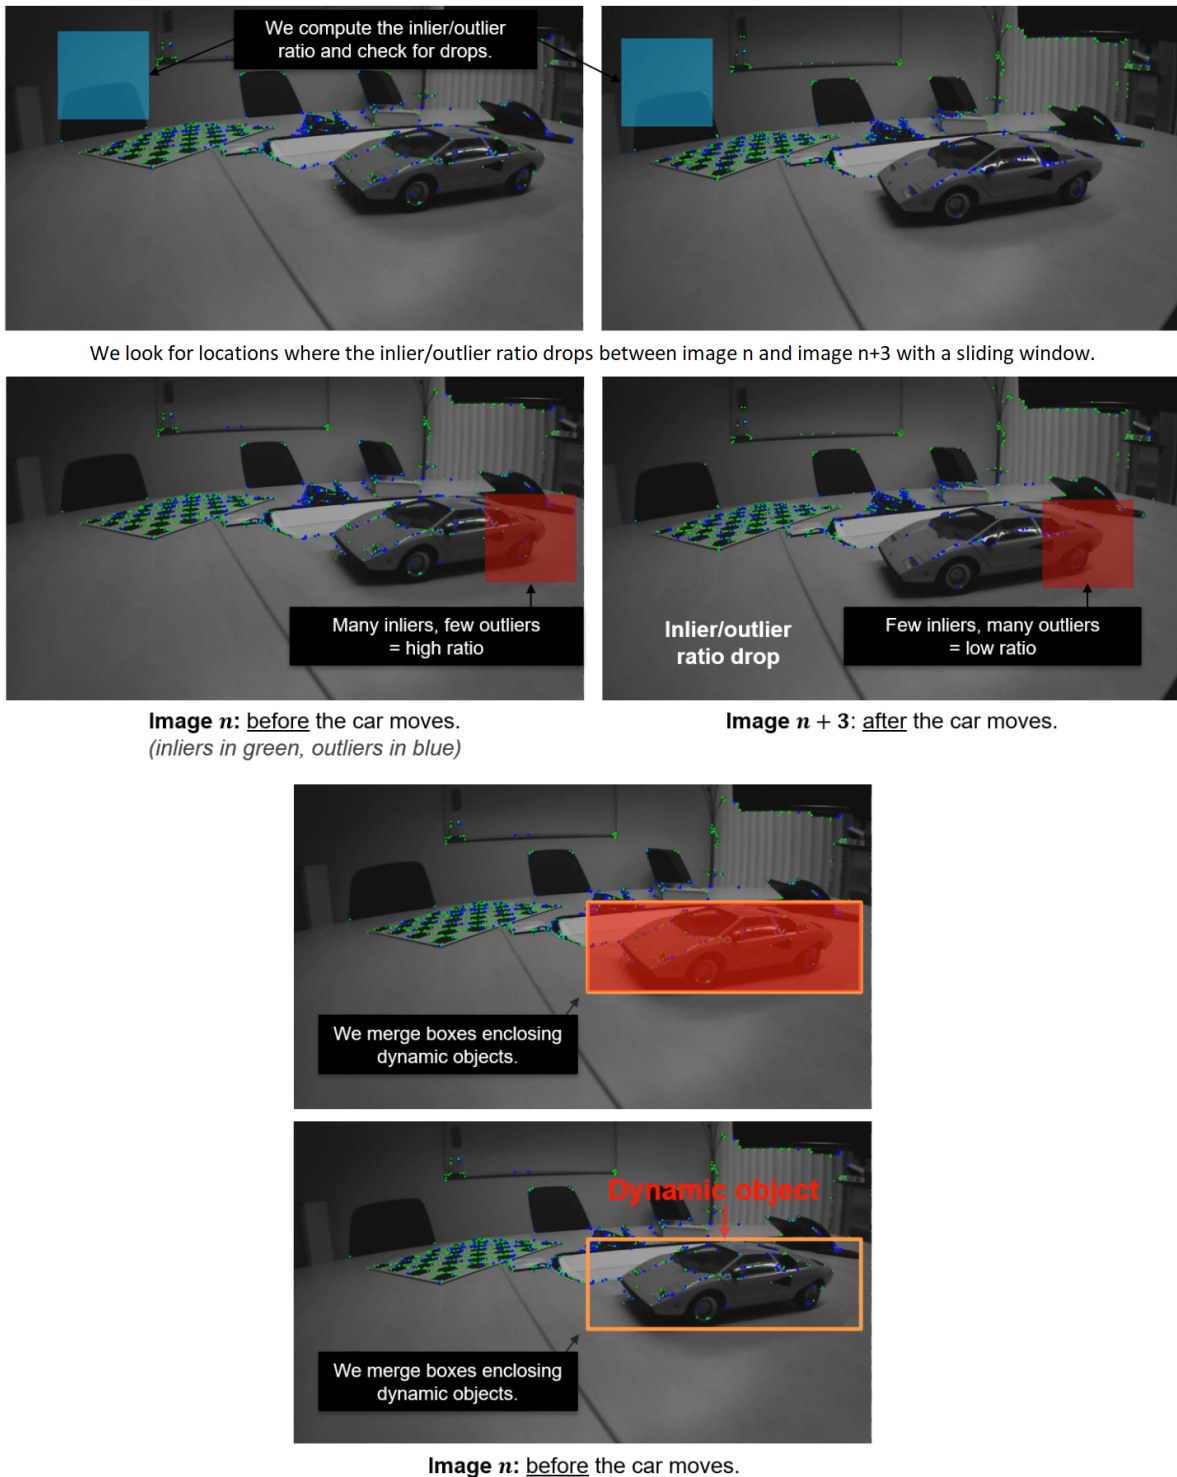 We compute the inlier/outlier
ratio and check for drops.
We look for locations where the inlier/outlier ratio drops between image n and image n+3 with a sliding window.
Many inliers, few outliers
= high ratio
Inlier/outlier
ratio drop
Few inliers, many outliers
= low ratio
Image n: before the car moves.
(inliers in green, outliers in blue)
Image n + 3: after the car moves.
We merge boxes enclosing
dynamic objects.
Dynamic object
We merge boxes enclosing
dynamic objects.
Image n: before the car moves.